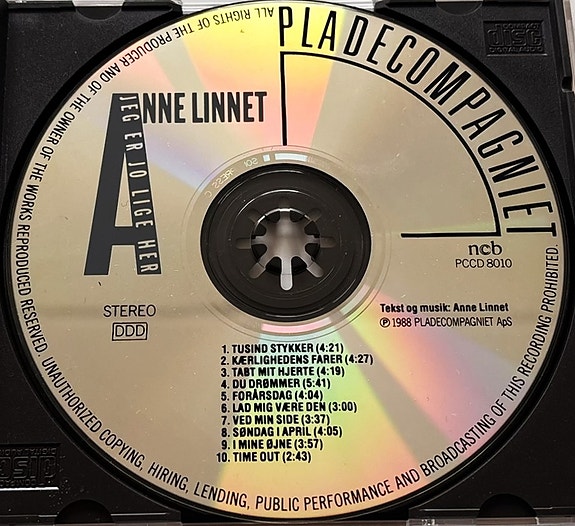 PLADECOMPAGNIET
ANNE LINNET
JEG ER JO LIGE HER
ncb
PCCD 8010
STEREO
DDD
Tekst og musik: Anne Linnet
Ⓟ 1988 PLADECOMPAGNIET ApS
1. TUSIND STYKKER (4:21)
2. KÆRLIGHEDENS FARER (4:27)
3. TABT MIT HJERTE (4:19)
4. DU DRØMMER (5:41)
5. FORÅRSDAG (4:04)
6. LAD MIG VÆRE DEN (3:00)
7. VED MIN SIDE (3:37)
8. SØNDAG I APRIL (4:05)
9. I MINE ØJNE (3:57)
10. TIME OUT (2:43)
ALL RIGHTS OF THE PRODUCER AND OF THE OWNER OF THE WORKS REPRODUCED RESERVED. UNAUTHORIZED COPYING, HIRING, LENDING, PUBLIC PERFORMANCE AND BROADCASTING OF THIS RECORDING PROHIBITED.
COMPACT
disc
DIGITAL AUDIO